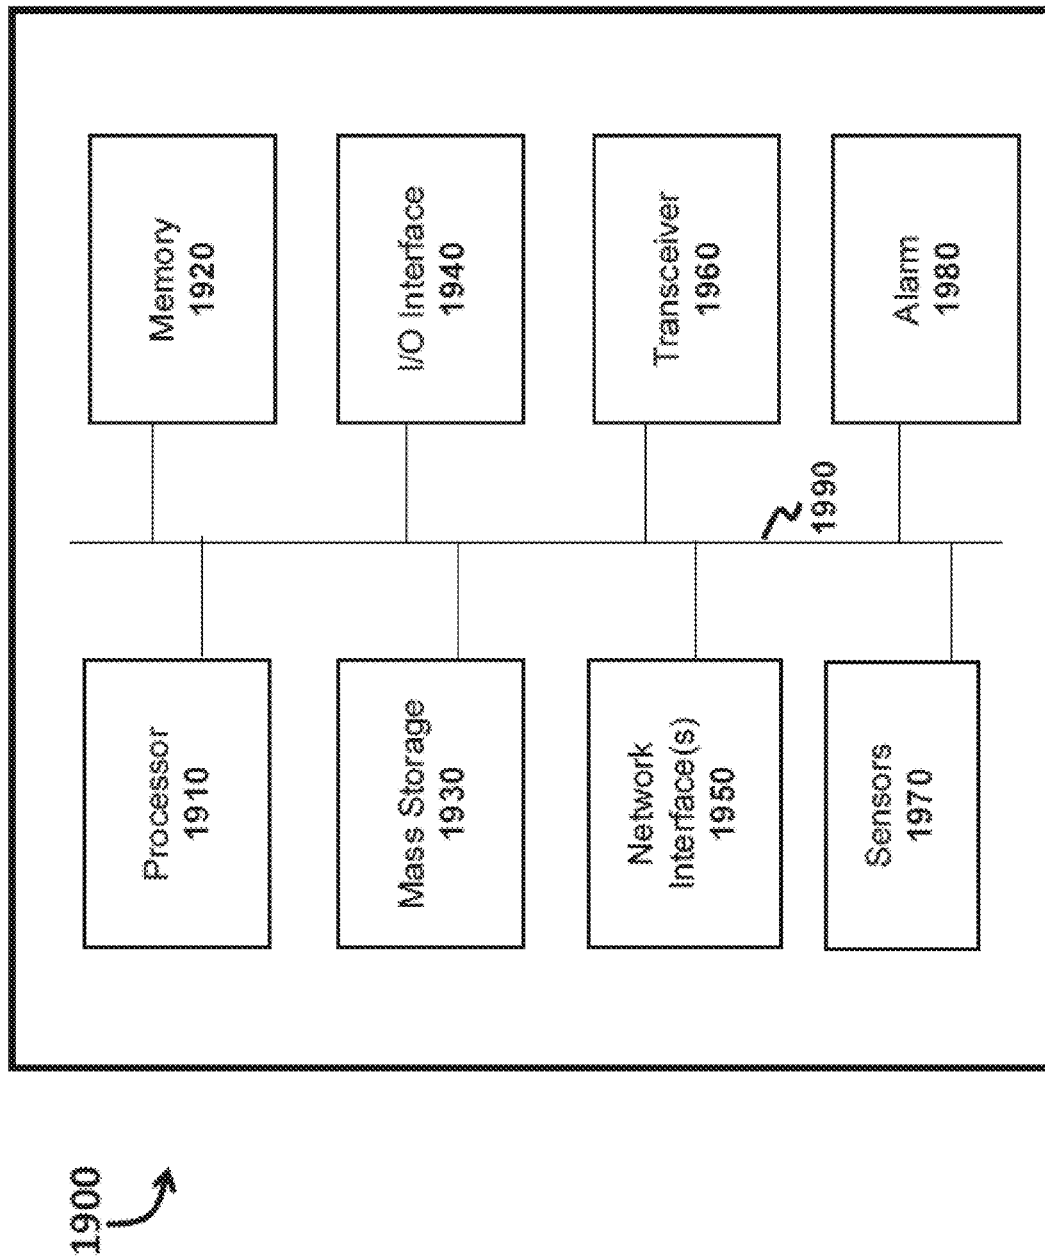 1900
Processor
1910
Memory
1920
Mass Storage
1930
I/O Interface
1940
Network
Interface(s)
1950
Transceiver
1960
1990
Sensors
1970
Alarm
1980